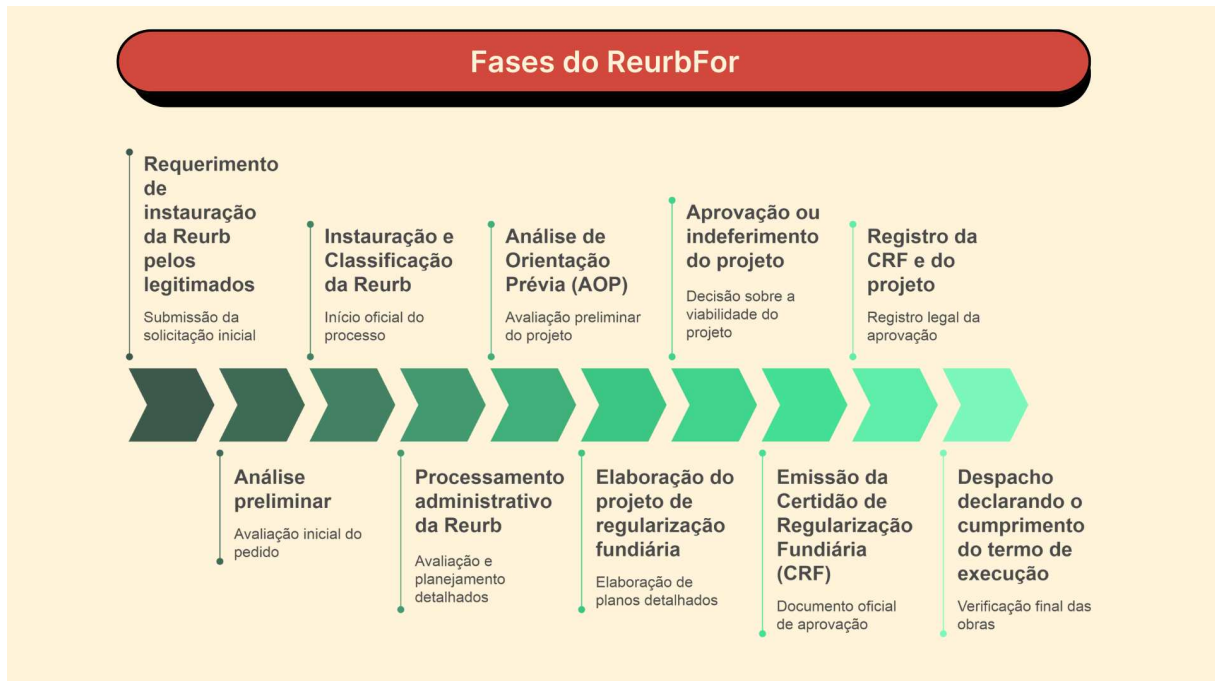 Fases do ReurbFor
Requerimento
de
instauração
da Reurb
pelos
legitimados
Submissão da
solicitação inicial
Análise
preliminar
Avaliação inicial do
pedido
Instauração e
Classificação
da Reurb
Início oficial do
processo
Processamento
administrativo
da Reurb
Avaliação e
planejamento
detalhados
Análise de
Orientação
Prévia (AOP)
Avaliação preliminar
do projeto
Elaboração do
projeto de
regularização
fundiária
Elaboração de
planos detalhados
Aprovação ou
indeferimento
do projeto
Decisão sobre a
viabilidade do
projeto
Emissão da
Certidão de
Regularização
Fundiária
(CRF)
Documento oficial
de aprovação
Registro da
CRF e do
projeto
Registro legal da
aprovação
Despacho
declarando o
cumprimento
do termo de
execução
Verificação final das
obras